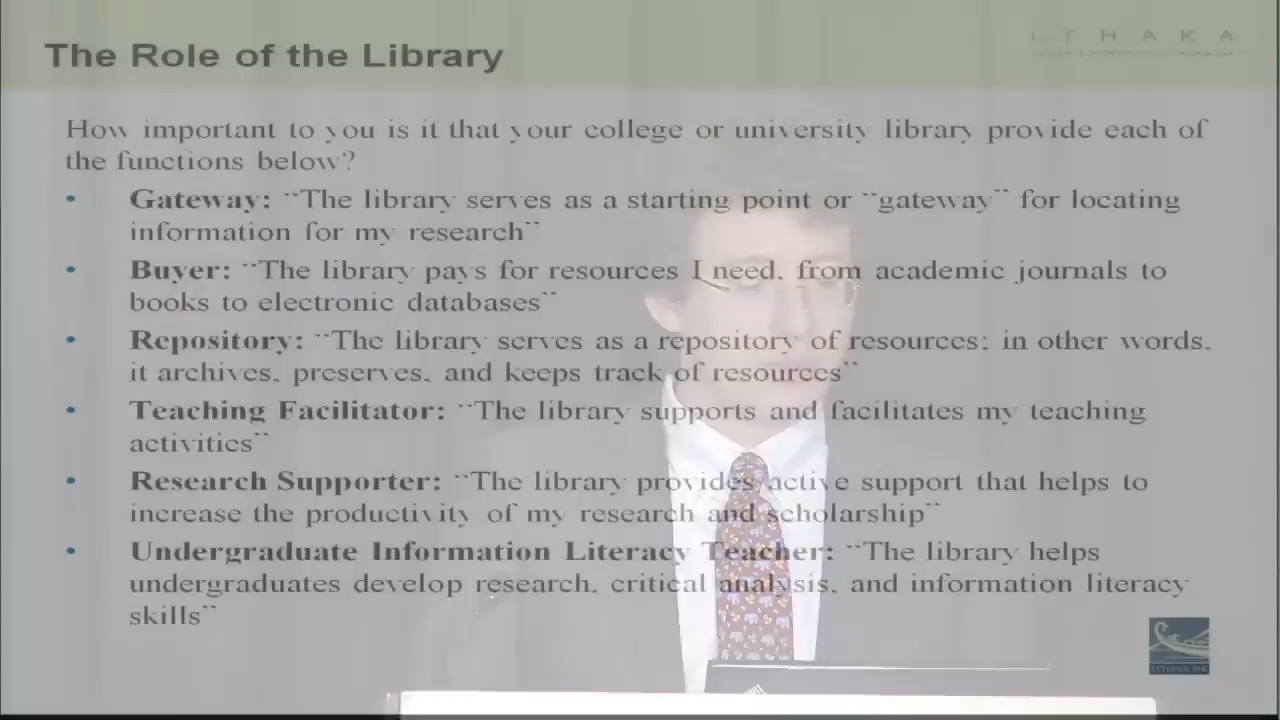 ITHAKA
The Role of the Library
How important to you is it that your college or university library provide each of
the functions below?
• Gateway: “The library serves as a starting point or “gateway” for locating
information for my research”
• Buyer: “The library pays for resources I need, from academic journals to
books to electronic databases”
• Repository: “The library serves as a repository of resources; in other words,
it archives, preserves, and keeps track of resources”
• Teaching Facilitator: “The library supports and facilitates my teaching
activities”
• Research Supporter: “The library provides active support that helps to
increase the productivity of my research and scholarship”
• Undergraduate Information Literacy Teacher: “The library helps
undergraduates develop research, critical analysis, and information literacy
skills”